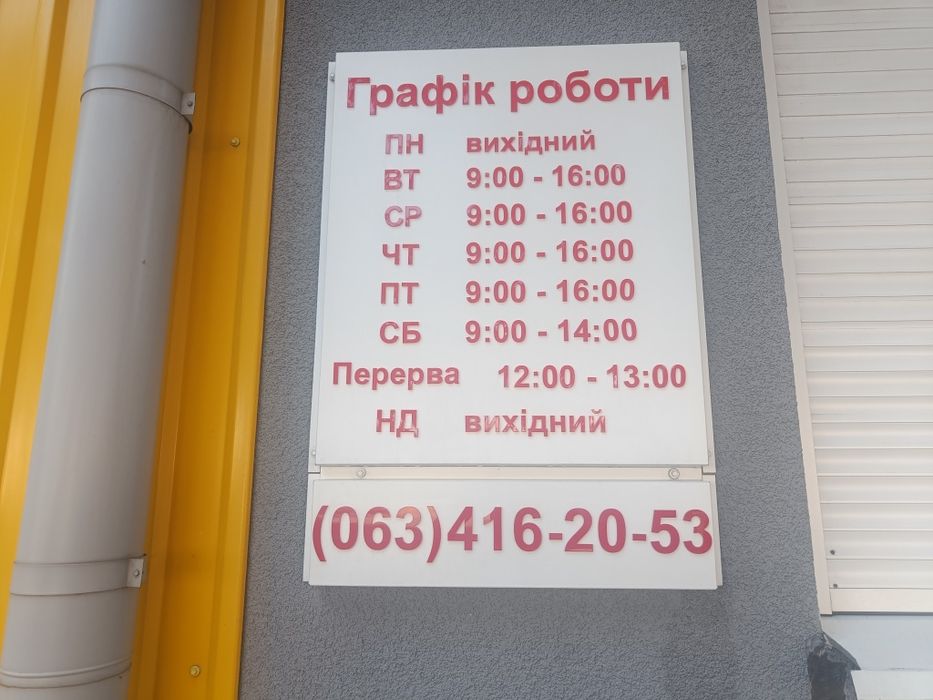 Графік роботи
ПН вихідний
ВТ 9:00 - 16:00
СР 9:00 - 16:00
ЧТ 9:00 - 16:00
ПТ 9:00 - 16:00
СБ 9:00 - 14:00
Перерва 12:00 - 13:00
НД вихідний
(063)416-20-53